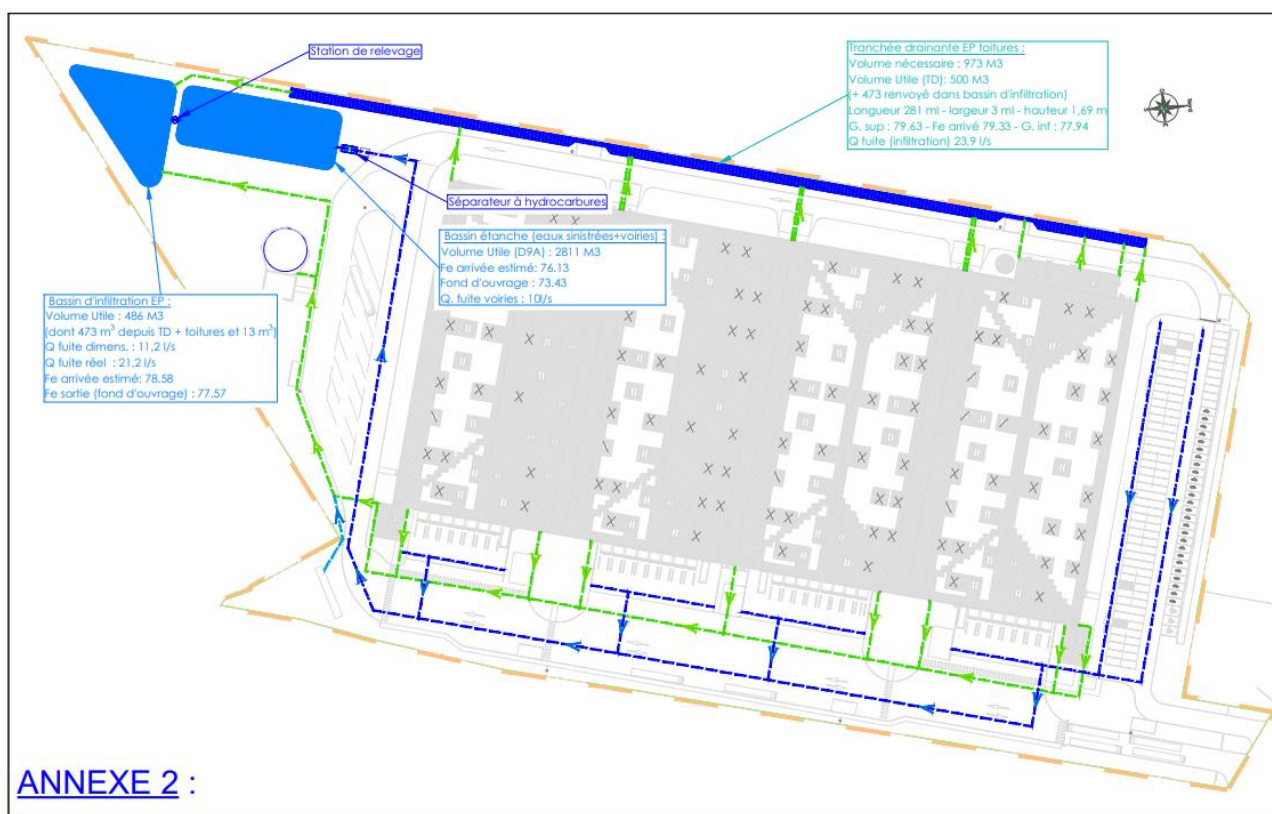 Station de relevage
Tranchée drainante EP toitures :
Volume nécessaire : 973 M3
Volume Utile (TD): 500 M3
(+ 473 renvoyé dans bassin d'infiltration)
Longueur 281 ml - largeur 3 ml - hauteur 1,69 m
G. sup : 79.63 - Fe arrivé 79.33 - G. inf : 77.94
Q fuite (infiltration) 23,9 l/s
Séparateur à hydrocarbures
Bassin étanche (eaux sinistrées+voiries) :
Volume Utile (D9A) : 2811 M3
Fe arrivée estimé: 76.13
Fond d'ouvrage : 73.43
Q. fuite voiries : 10l/s
Bassin d'infiltration EP :
Volume Utile : 486 M3
(dont 473 m³ depuis TD + toitures et 13 m³)
Q fuite dimens. : 11,2 l/s
Q fuite réel : 21,2 l/s
Fe arrivée estimé: 78.58
Fe sortie (fond d'ouvrage) : 77.57
ANNEXE 2 :